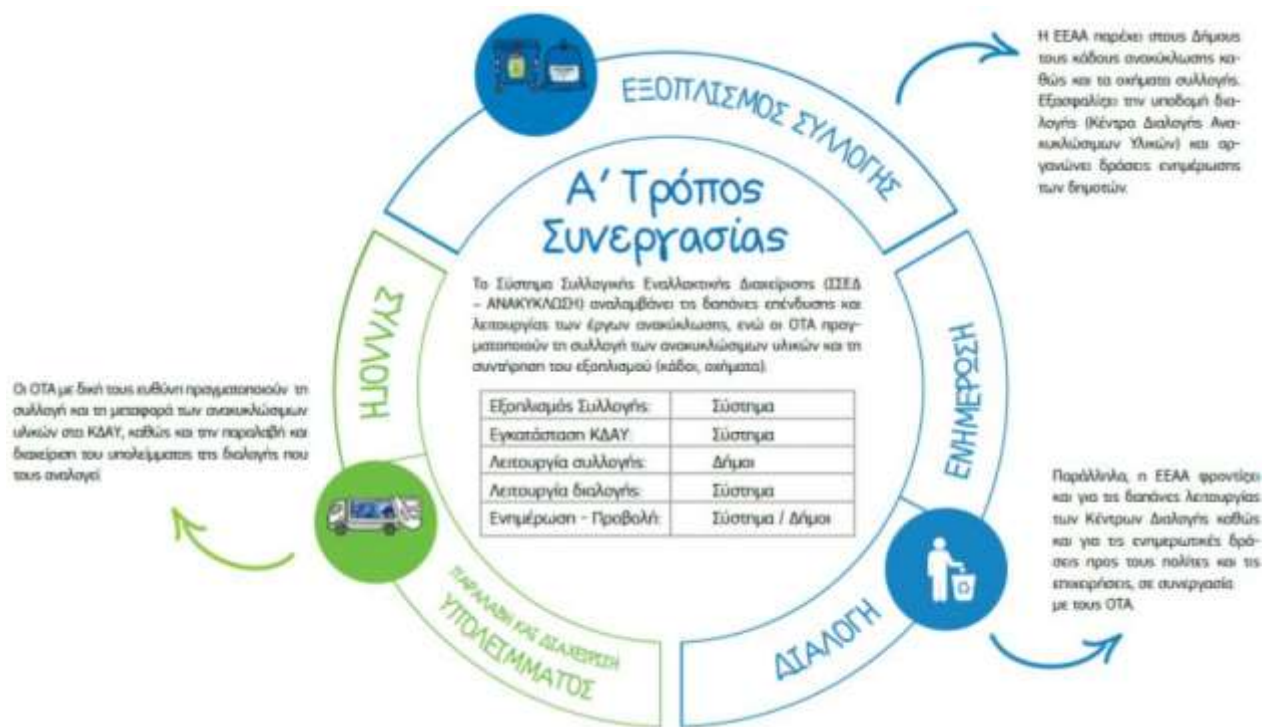 ΕΞΟΠΛΙΣΜΟΣ ΣΥΛΛΟΓΗΣ
Η ΕΕΑΑ παρέχει στους Δήμους
τους κάδους ανακύκλωσης κα-
θώς και τα οχήματα συλλογής.
Εξασφαλίζει την υποδομή δια-
λογής (Κέντρα Διαλογής Ανα-
κυκλώσιμων Υλικών) και ορ-
γανώνει δράσεις ενημέρωσης
των δημοτών.
Α' Τρόπος
Συνεργασίας
Το Σύστημα Συλλογικής Εναλλακτικής Διαχείρισης (ΣΣΕΔ
– ΑΝΑΚΥΚΛΩΣΗ) αναλαμβάνει τις δαπάνες επένδυσης και
λειτουργίας των έργων ανακύκλωσης, ενώ οι ΟΤΑ πραγ-
ματοποιούν τη συλλογή των ανακυκλώσιμων υλικών και τη
συντήρηση του εξοπλισμού (κάδοι, οχήματα).
Εξοπλισμός Συλλογής: Σύστημα
Εγκατάσταση ΚΔΑΥ: Σύστημα
Λειτουργία συλλογής: Δήμοι
Λειτουργία διαλογής: Σύστημα
Ενημέρωση - Προβολή: Σύστημα / Δήμοι
ΣΥΛΛΟΓΗ
ΕΝΗΜΕΡΩΣΗ
Οι ΟΤΑ με δική τους ευθύνη πραγματοποιούν τη
συλλογή και τη μεταφορά των ανακυκλώσιμων
υλικών στα ΚΔΑΥ, καθώς και την παραλαβή και
διαχείριση του υπολείμματος της διαλογής που
τους αναλογεί
Παράλληλα, η ΕΕΑΑ φροντίζει
και για τις δαπάνες λειτουργίας
των Κέντρων Διαλογής καθώς
και για τις ενημερωτικές δρά-
σεις προς τους πολίτες και τις
επιχειρήσεις, σε συνεργασία
με τους ΟΤΑ.
ΠΑΡΑΛΑΒΗ ΚΑΙ ΔΙΑΧΕΙΡΙΣΗ
ΥΠΟΛΕΙΜΜΑΤΟΣ
ΔΙΑΛΟΓΗ